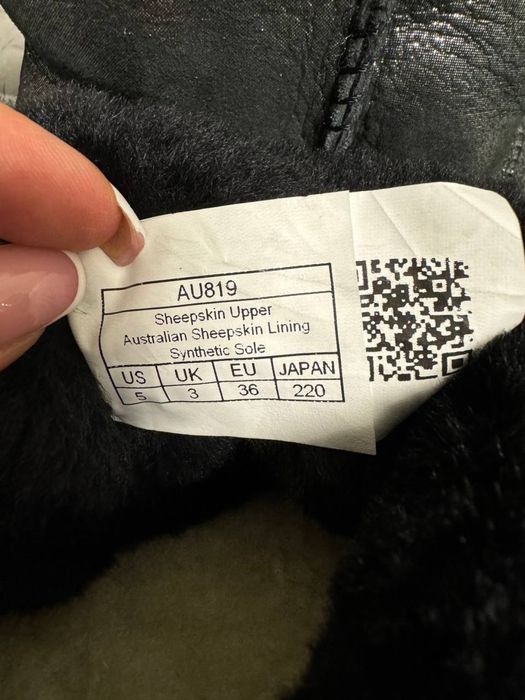 AU819
Sheepskin Upper
Australian Sheepskin Lining
Synthetic Sole
US UK EU JAPAN
5 3 36 220